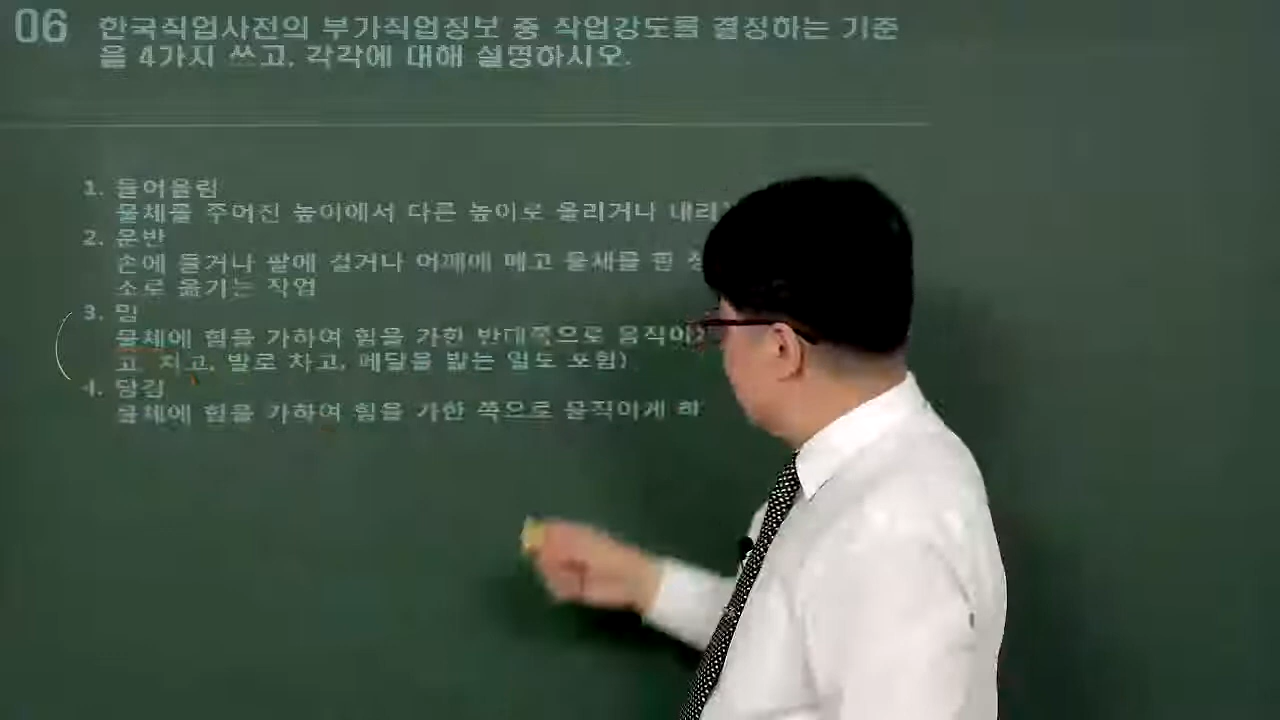 06 한국직업사전의 부가직업정보 중 작업강도를 결정하는 기준
을 4가지 쓰고, 각각에 대해 설명하시오.
1. 들어올림
물체를 주어진 높이에서 다른 높이로 올리거나
2. 운반
손에 들거나 팔에 걸거나 어깨에 메고 물체를 한
소로 옮기는 작업
3. 밈
물체에 힘을 가하여 힘을 가한 반대쪽으로
고, 치고, 발로 차고, 페달을 밟는 일도 포함)
4. 당김
물체에 힘을 가하여 힘을 가한 쪽으로 움직이게 하